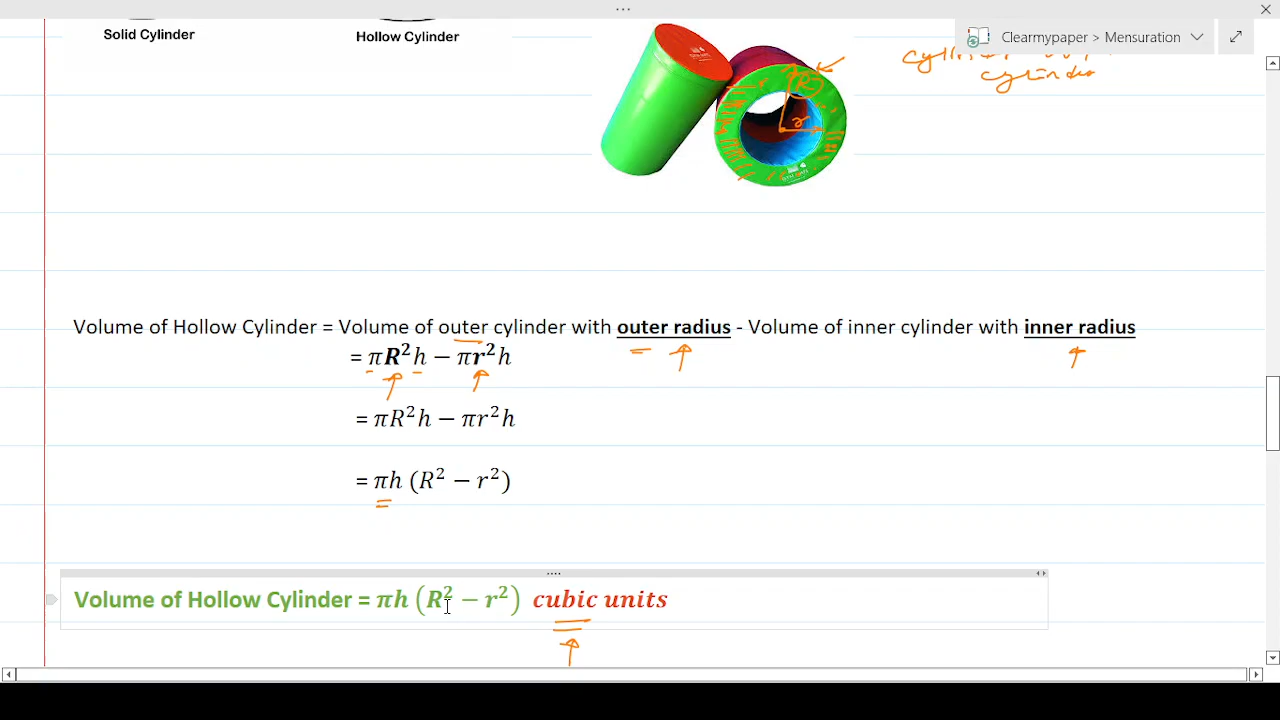 Clearmypaper > Mensuration
Solid Cylinder
Hollow Cylinder
R
r
cylinder
Volume of Hollow Cylinder = Volume of outer cylinder with outer radius - Volume of inner cylinder with inner radius
= π𝑹²h − π𝒓²h
= πR²h − πr²h
= πh (R² − r²)
Volume of Hollow Cylinder = πh (R² − r²) cubic units